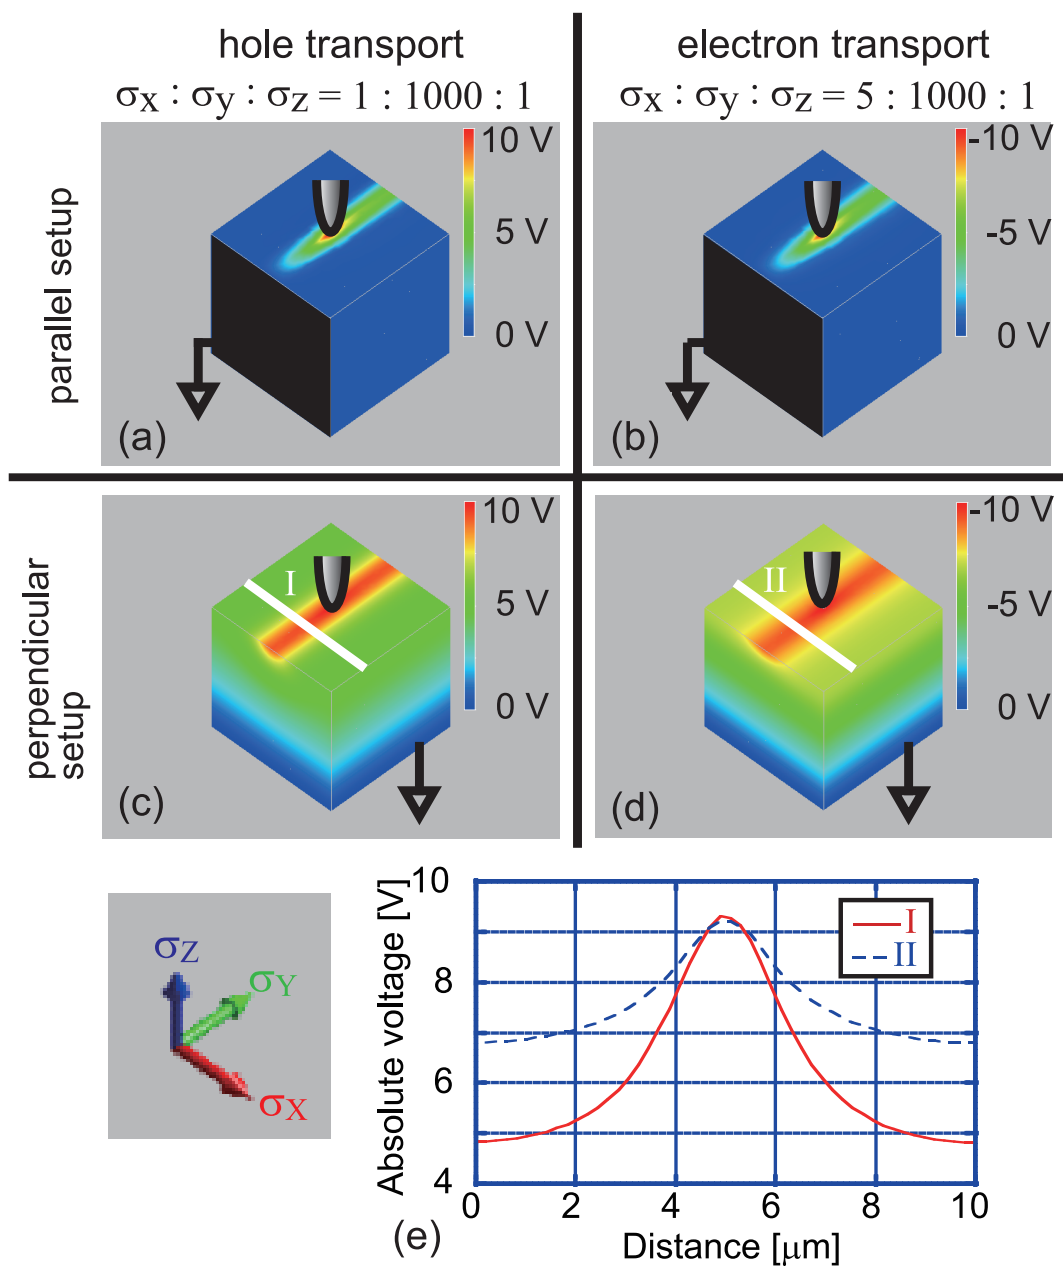 hole transport
electron transport
σx : σy : σz = 1 : 1000 : 1
σx : σy : σz = 5 : 1000 : 1
parallel setup
10 V
5 V
0 V
(a)
-10 V
-5 V
0 V
(b)
perpendicular
setup
10 V
5 V
0 V
I
(c)
-10 V
-5 V
0 V
II
(d)
σZ
σY
σX
Absolute voltage [V]
10
8
6
4
0
2
4
6
8
10
Distance [μm]
I
II
(e)